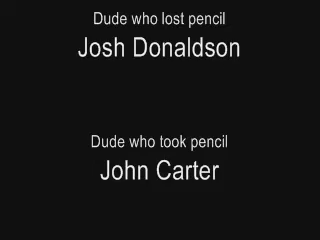 Dude who lost pencil
Josh Donaldson
Dude who took pencil
John Carter